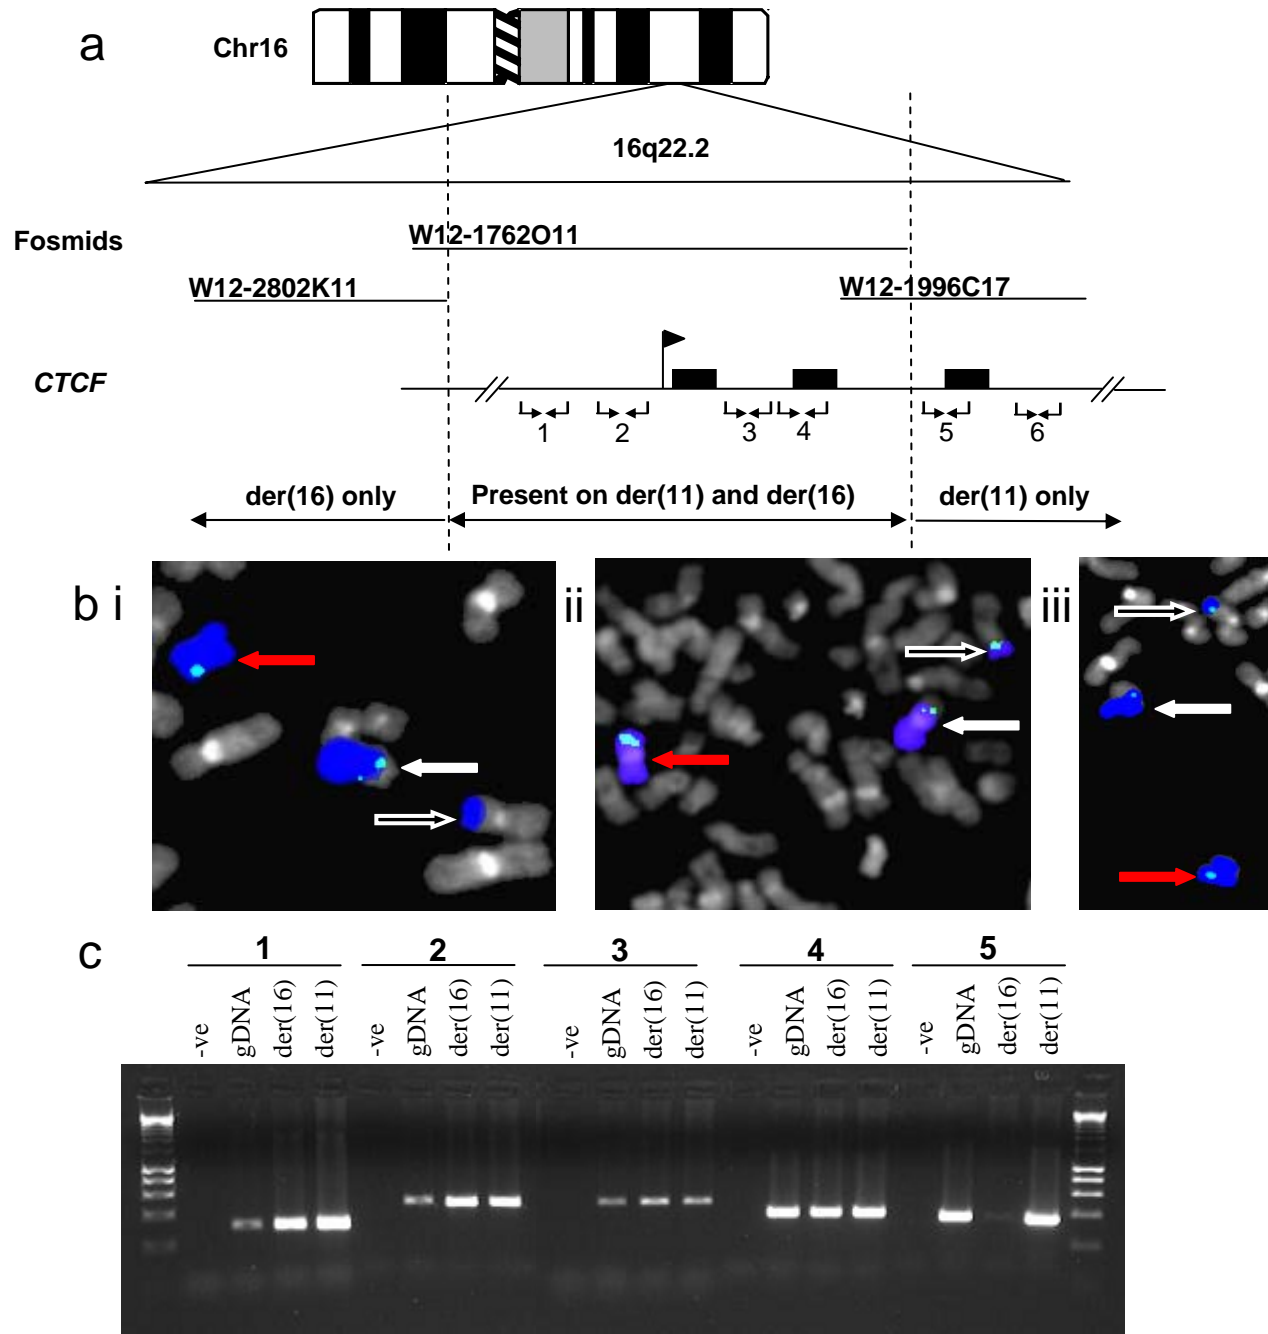 a
Chr16
16q22.2
Fosmids
W12-1762O11
W12-2802K11
W12-1996C17
CTCF
1 2 3 4 5 6
der(16) only
Present on der(11) and der(16)
der(11) only
b i
ii
iii
c
1 2 3 4 5
-ve gDNA der(16) der(11) -ve gDNA der(16) der(11) -ve gDNA der(16) der(11) -ve gDNA der(16) der(11) -ve gDNA der(16) der(11)